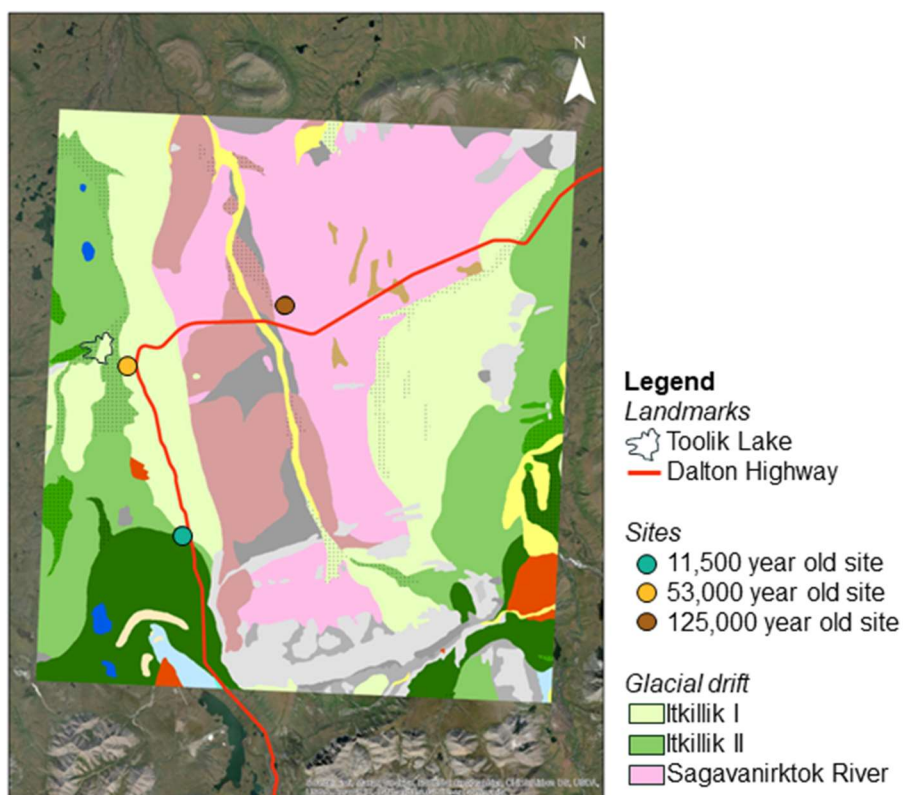 N
Legend
Landmarks
Toolik Lake
Dalton Highway
Sites
11,500 year old site
53,000 year old site
125,000 year old site
Glacial drift
Itkillik I
Itkillik II
Sagavanirktok River